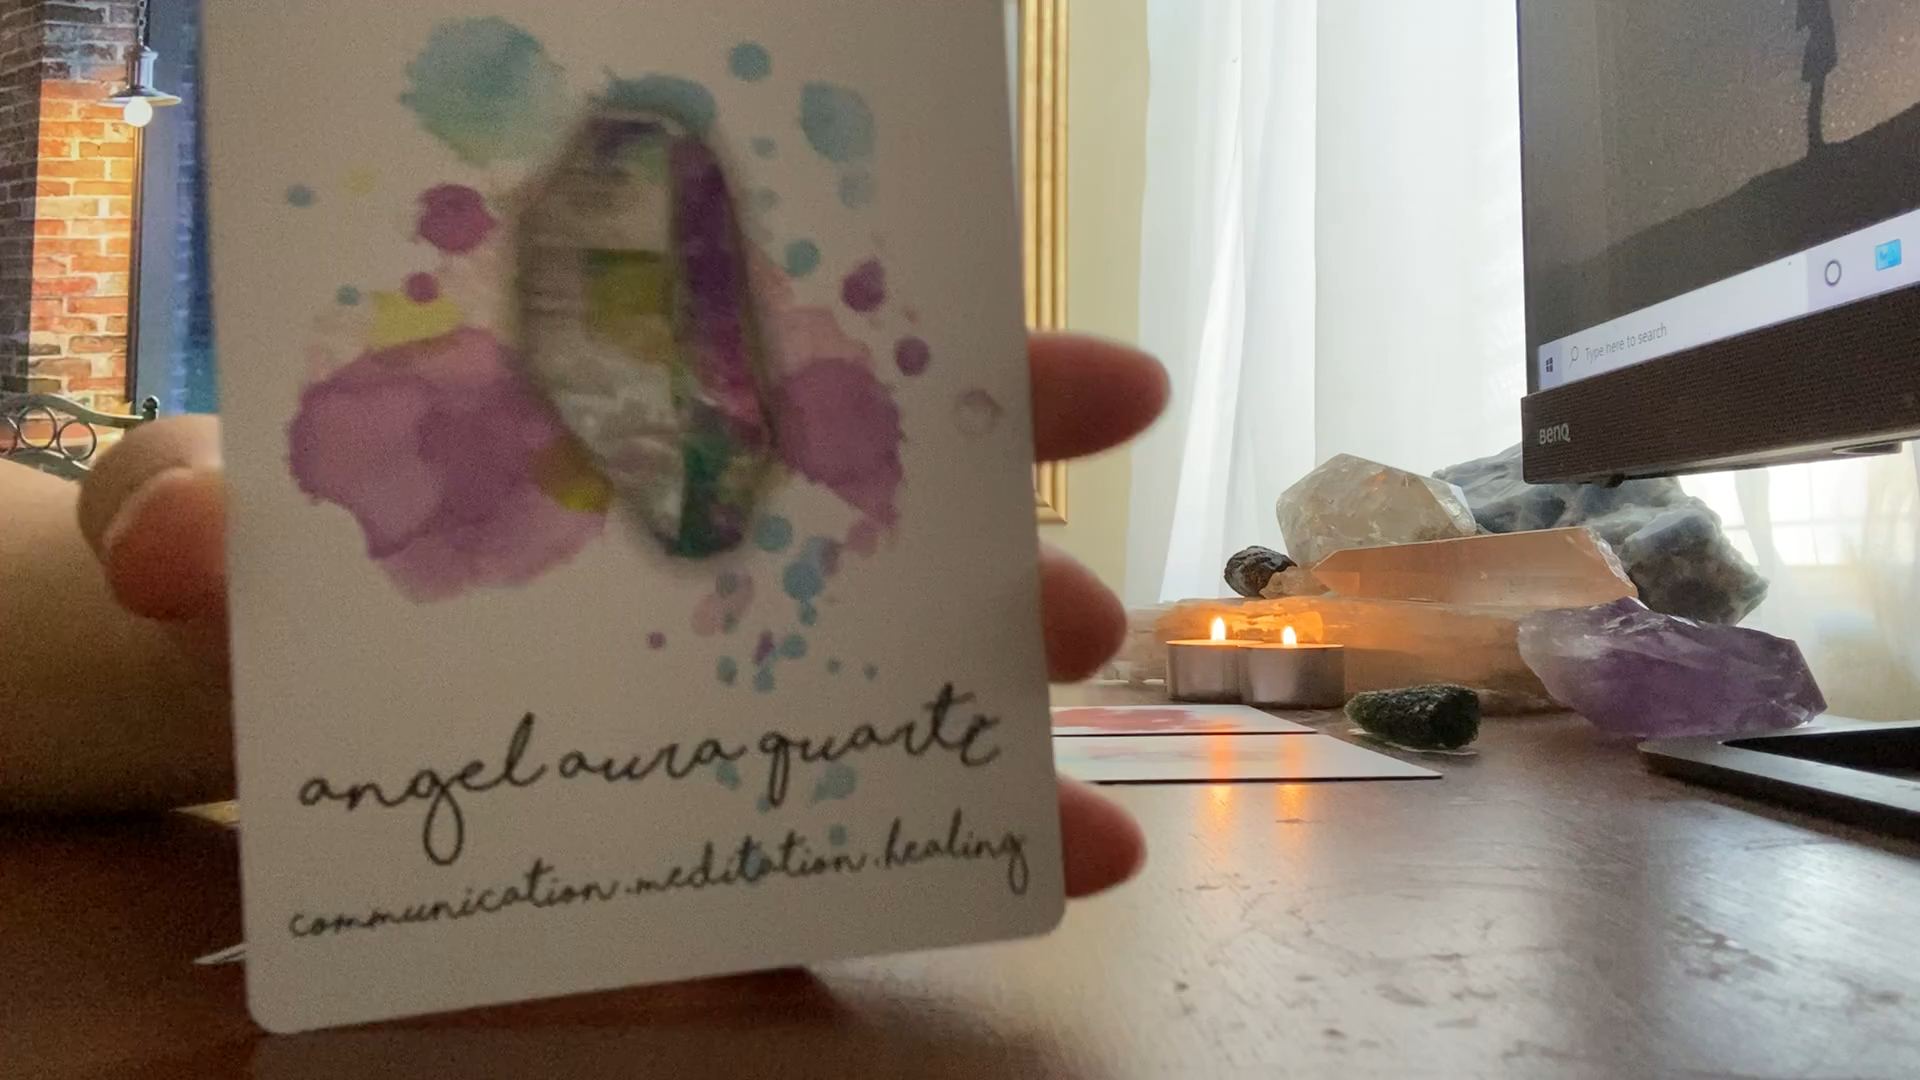 angel aura quartz
communication.meditation.healing
Type here to search
BenQ